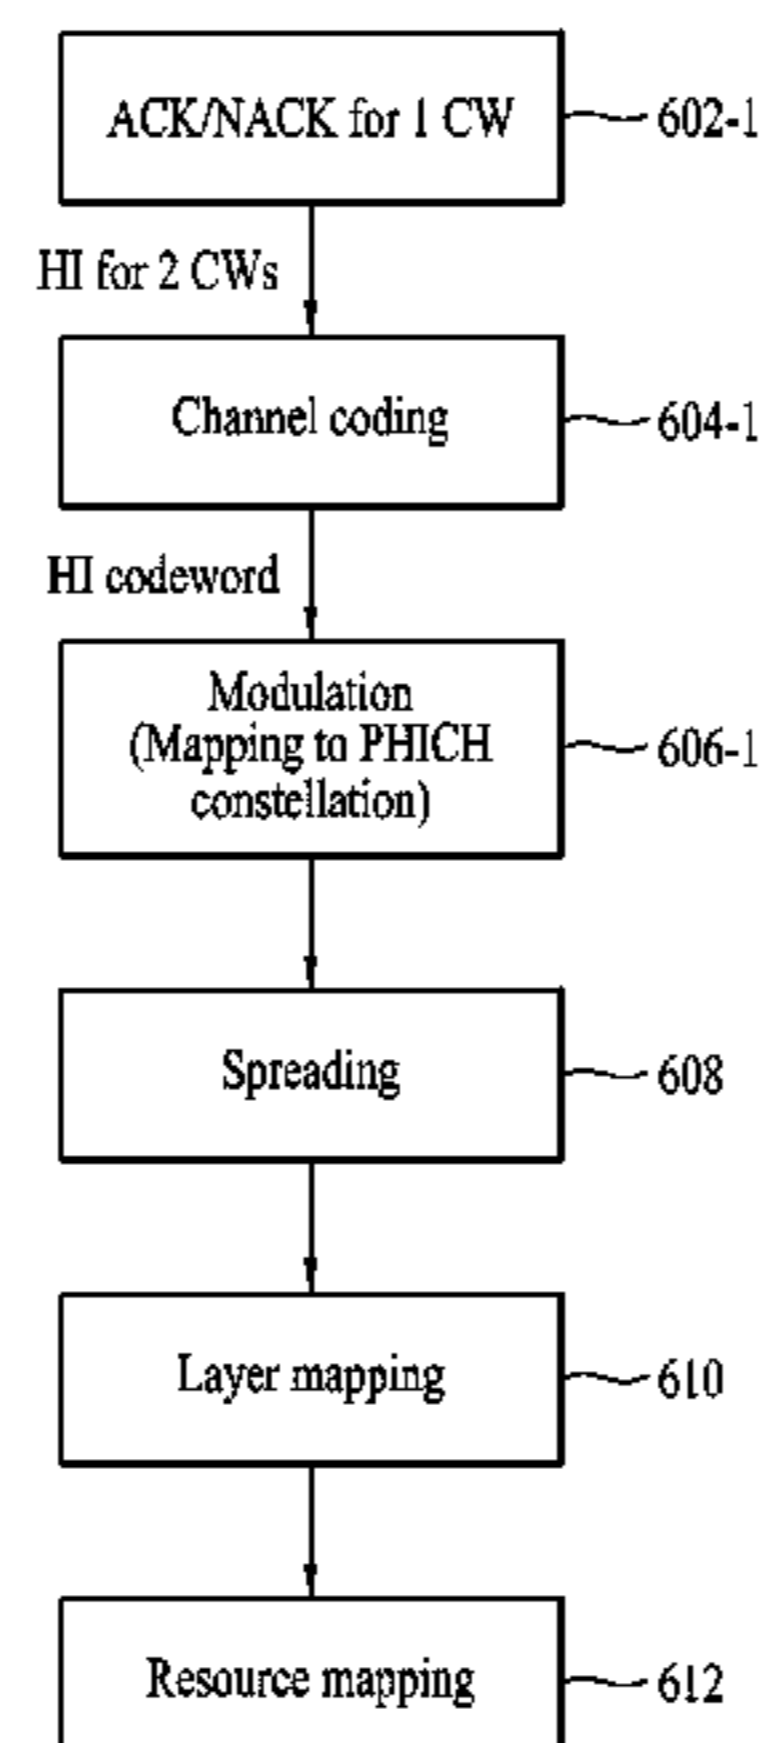 ACK/NACK for 1 CW
602-1
HI for 2 CWs
Channel coding
604-1
HI codeword
Modulation
(Mapping to PHICH
constellation)
606-1
Spreading
608
Layer mapping
610
Resource mapping
612